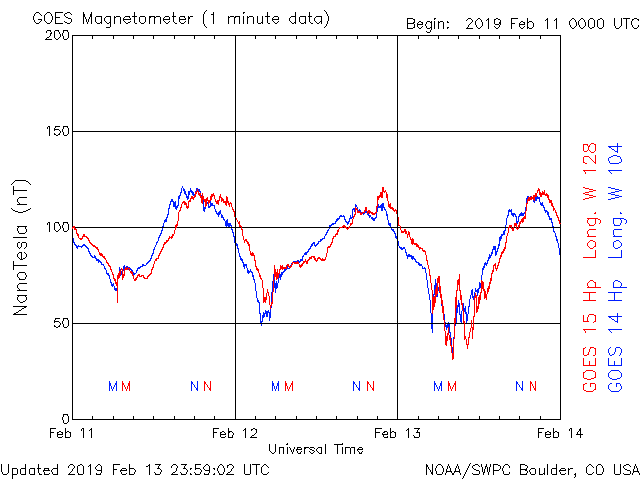 GOES Magnetometer (1 minute data)
Begin: 2019 Feb 11 0000 UTC
200
150
100
50
0
NanoTesla (nT)
M M N N M M N N M M N N
Feb 11 Feb 12 Feb 13 Feb 14
Universal Time
GOES 15 Hp Long. W 128
GOES 14 Hp Long. W 104
Updated 2019 Feb 13 23:59:02 UTC
NOAA/SWPC Boulder, CO USA